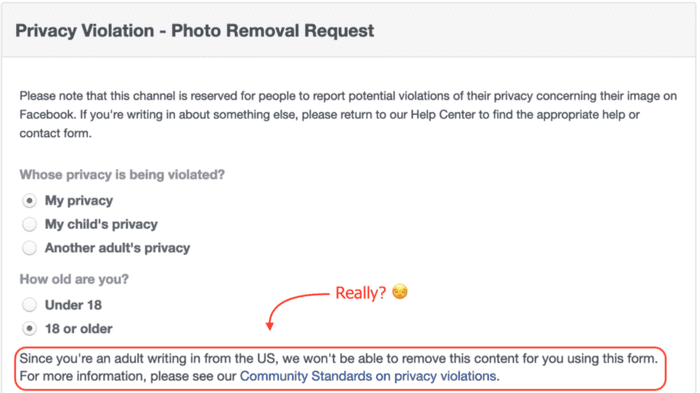 Privacy Violation - Photo Removal Request
Please note that this channel is reserved for people to report potential violations of their privacy concerning their image on
Facebook. If you're writing in about something else, please return to our Help Center to find the appropriate help or
contact form.
Whose privacy is being violated?
My privacy
My child's privacy
Another adult's privacy
How old are you?
Under 18
Really? 😒
18 or older
Since you're an adult writing in from the US, we won't be able to remove this content for you using this form.
For more information, please see our Community Standards on privacy violations.